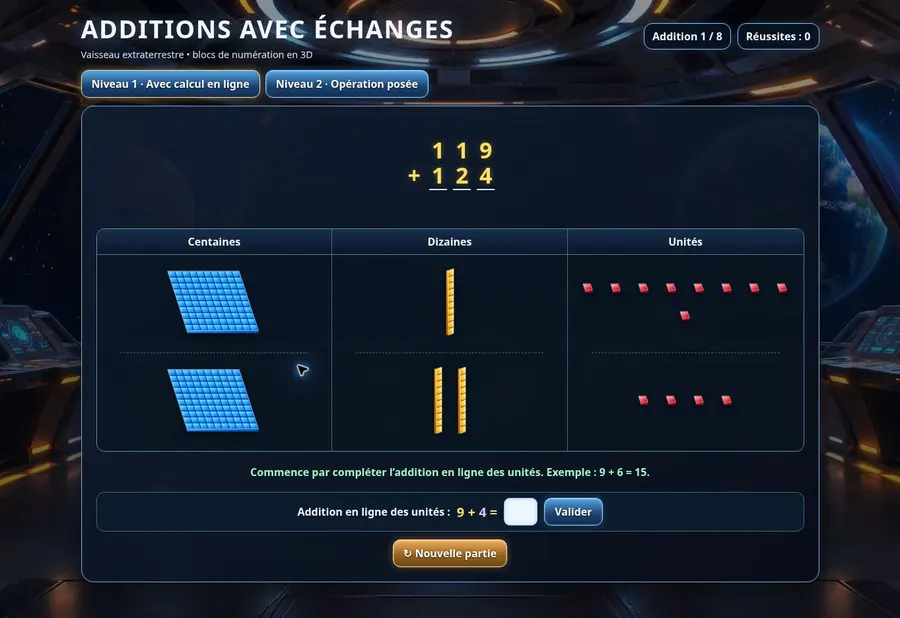 ADDITIONS AVEC ÉCHANGES
Vaisseau extraterrestre • blocs de numération en 3D
Addition 1 / 8
Réussites : 0
Niveau 1 · Avec calcul en ligne
Niveau 2 · Opération posée
1 1 9
+ 1 2 4
Centaines
Dizaines
Unités
Commence par compléter l’addition en ligne des unités. Exemple : 9 + 6 = 15.
Addition en ligne des unités : 9 + 4 =
Valider
↻ Nouvelle partie